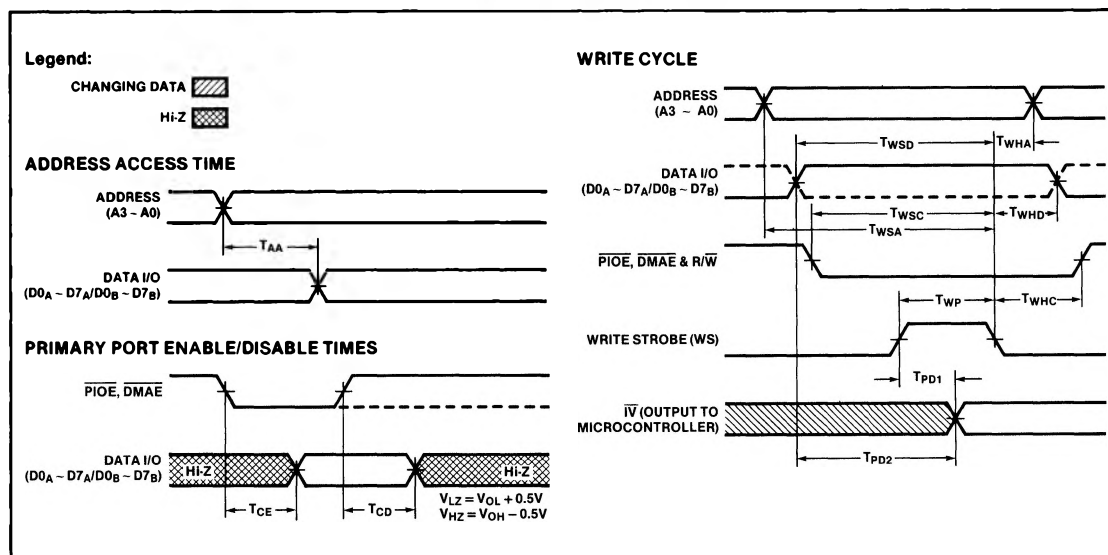 Legend:
CHANGING DATA
Hi-Z
ADDRESS ACCESS TIME
ADDRESS
(A3 ~ A0)
TAA
DATA I/O
(D0A ~ D7A/D0B ~ D7B)
PRIMARY PORT ENABLE/DISABLE TIMES
PIOE, DMAE
DATA I/O
(D0A ~ D7A/D0B ~ D7B)
Hi-Z
Hi-Z
TCE
TCD
VLZ = VOL + 0.5V
VHZ = VOH − 0.5V
WRITE CYCLE
ADDRESS
(A3 ~ A0)
TWSD
TWHA
DATA I/O
(D0A ~ D7A/D0B ~ D7B)
TWSC
TWHD
TWSA
PIOE, DMAE & R/W
TWP
TWHC
WRITE STROBE (WS)
TPD1
IV (OUTPUT TO
MICROCONTROLLER)
TPD2